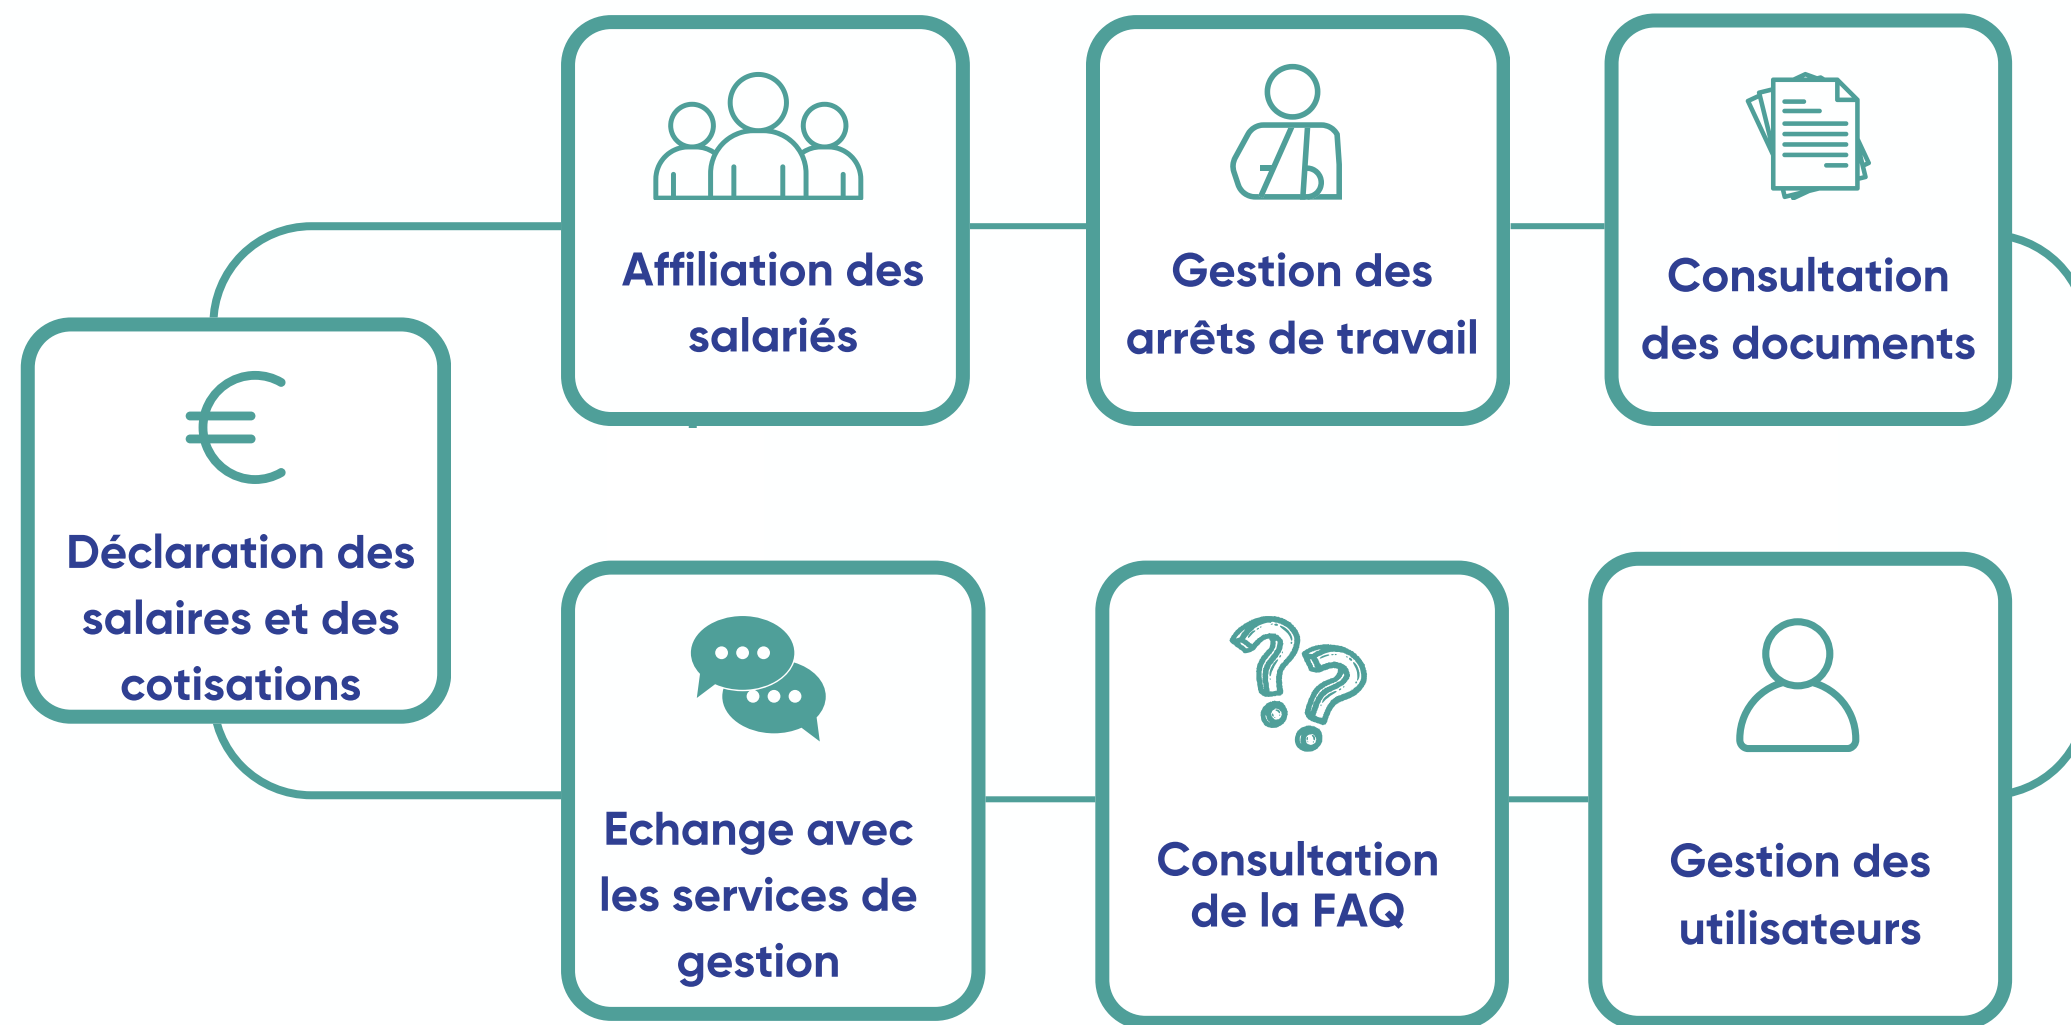 Affiliation des
salariés
Gestion des
arrêts de travail
Consultation
des documents
Déclaration des
salaires et des
cotisations
Echange avec
les services de
gestion
Consultation
de la FAQ
Gestion des
utilisateurs